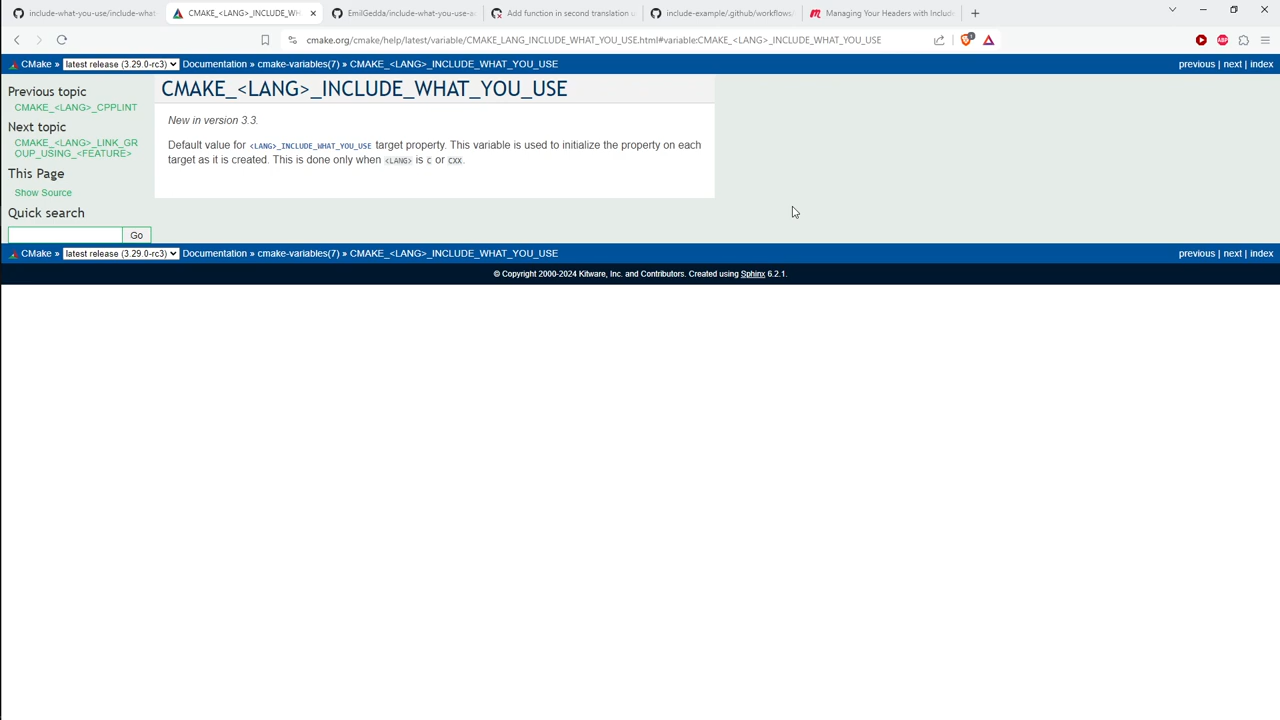 include-what-you-use/include-what
CMAKE_<LANG>_INCLUDE_WH
EmilGedda/include-what-you-use-a
Add function in second translation u
include-example/.github/workflows/
Managing Your Headers with Includ
cmake.org/cmake/help/latest/variable/CMAKE_LANG_INCLUDE_WHAT_YOU_USE.html#variable:CMAKE_<LANG>_INCLUDE_WHAT_YOU_USE
1
ABP
CMake » latest release (3.29.0-rc3) Documentation » cmake-variables(7) » CMAKE_<LANG>_INCLUDE_WHAT_YOU_USE
previous | next | index
Previous topic
CMAKE_<LANG>_CPPLINT
Next topic
CMAKE_<LANG>_LINK_GR
OUP_USING_<FEATURE>
This Page
Show Source
Quick search
Go
CMAKE_<LANG>_INCLUDE_WHAT_YOU_USE
New in version 3.3.
Default value for <LANG>_INCLUDE_WHAT_YOU_USE target property. This variable is used to initialize the property on each
target as it is created. This is done only when <LANG> is C or CXX.
CMake » latest release (3.29.0-rc3) Documentation » cmake-variables(7) » CMAKE_<LANG>_INCLUDE_WHAT_YOU_USE
previous | next | index
© Copyright 2000-2024 Kitware, Inc. and Contributors. Created using Sphinx 6.2.1.